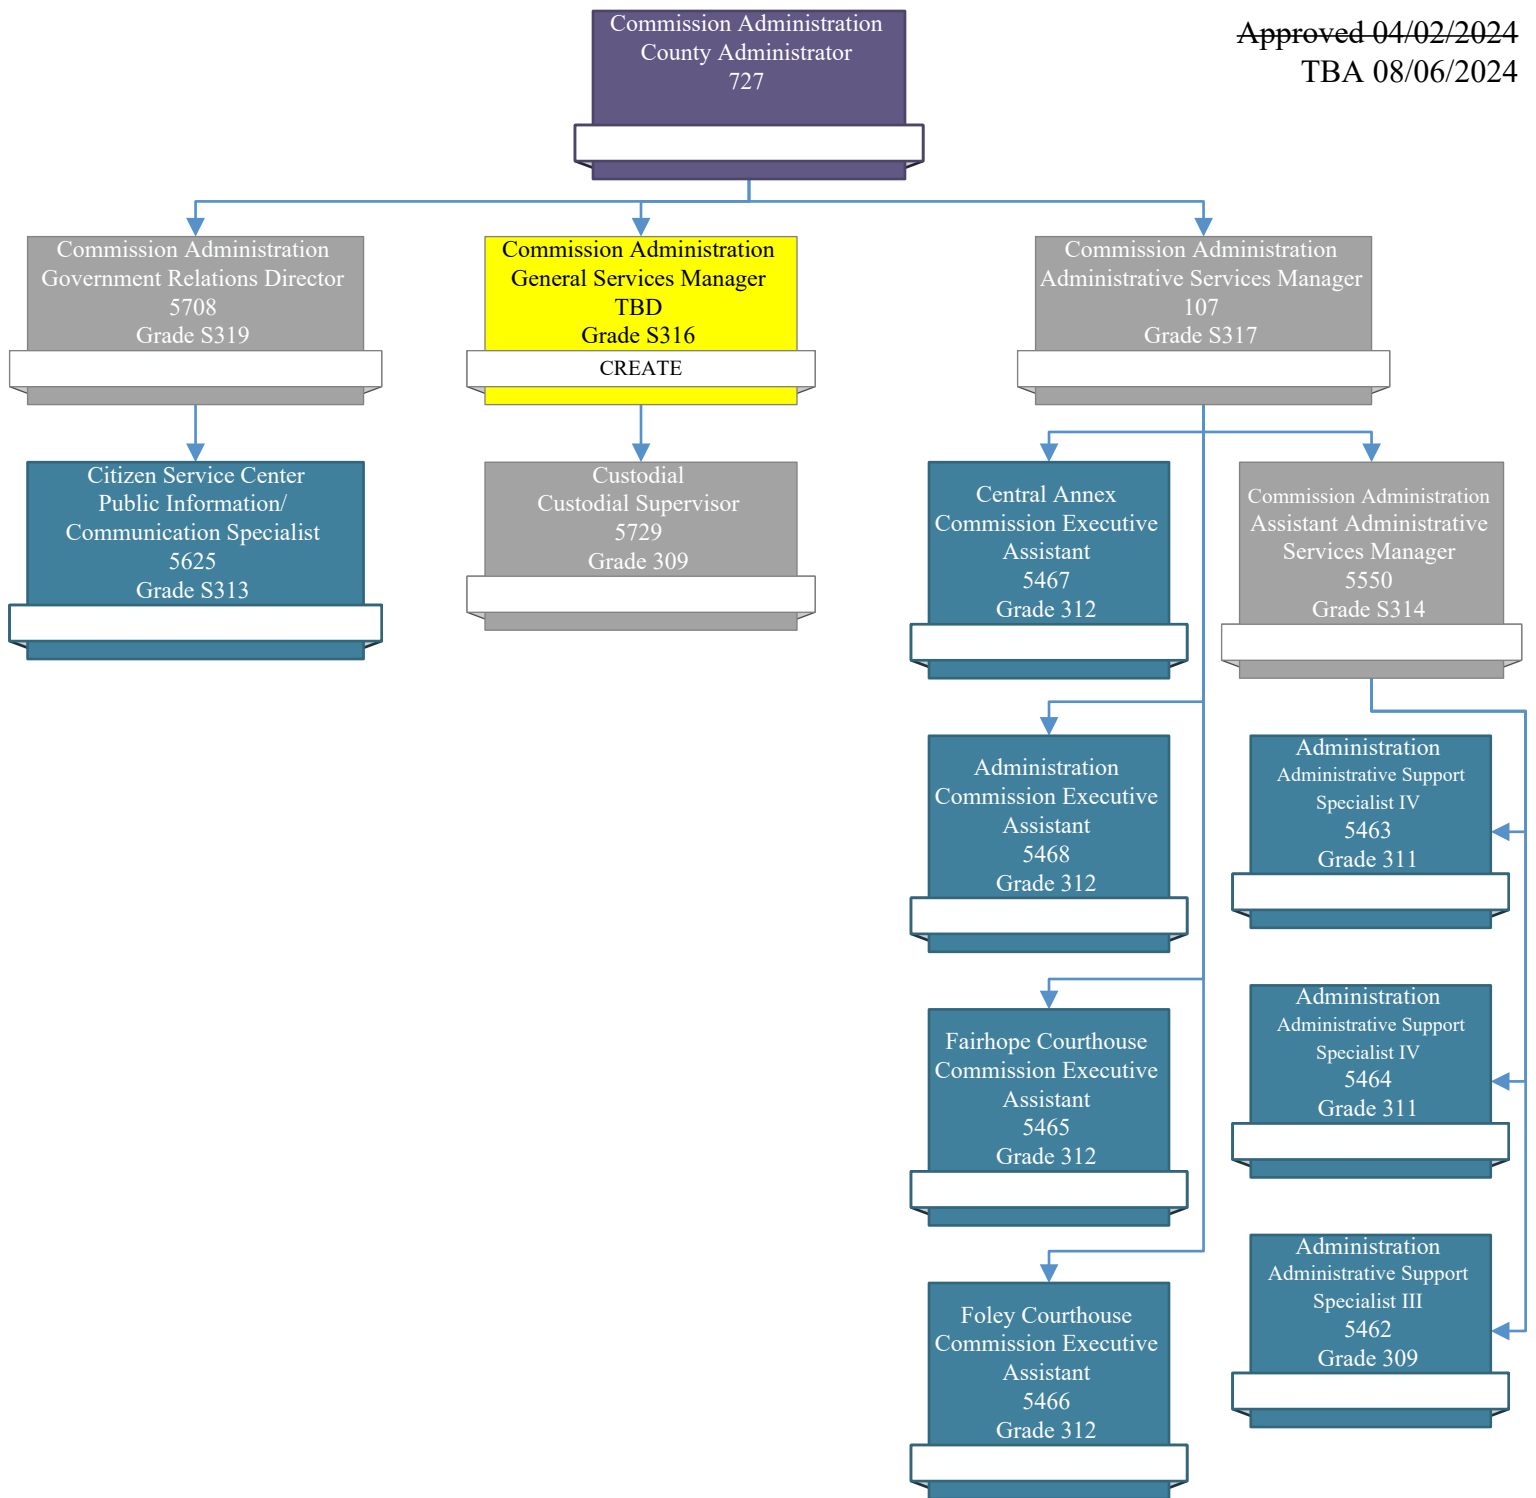 Commission Administration
County Administrator
727
Approved 04/02/2024
TBA 08/06/2024
Commission Administration
Government Relations Director
5708
Grade S319
Commission Administration
General Services Manager
TBD
Grade S316
CREATE
Commission Administration
Administrative Services Manager
107
Grade S317
Citizen Service Center
Public Information/
Communication Specialist
5625
Grade S313
Custodial
Custodial Supervisor
5729
Grade 309
Central Annex
Commission Executive
Assistant
5467
Grade 312
Commission Administration
Assistant Administrative
Services Manager
5550
Grade S314
Administration
Commission Executive
Assistant
5468
Grade 312
Administration
Administrative Support
Specialist IV
5463
Grade 311
Fairhope Courthouse
Commission Executive
Assistant
5465
Grade 312
Administration
Administrative Support
Specialist IV
5464
Grade 311
Foley Courthouse
Commission Executive
Assistant
5466
Grade 312
Administration
Administrative Support
Specialist III
5462
Grade 309